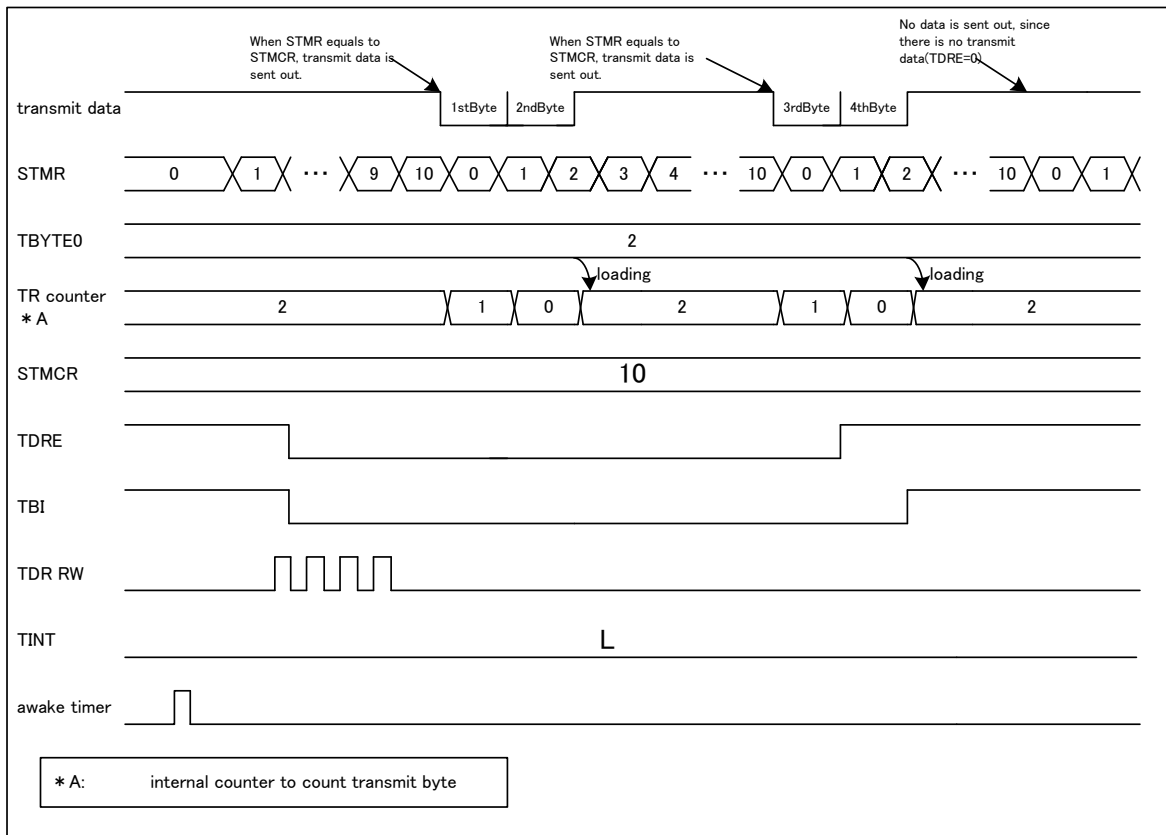 When STMR equals to
STMCR, transmit data is
sent out.
When STMR equals to
STMCR, transmit data is
sent out.
No data is sent out, since
there is no transmit
data(TDRE=0)
transmit data
1stByte 2ndByte 3rdByte 4thByte
STMR
0 1 ··· 9 10 0 1 2 3 4 ··· 10 0 1 2 ··· 10 0 1
TBYTE0
2
loading loading
TR counter
* A
2 1 0 2 1 0 2
STMCR
10
TDRE
TBI
TDR RW
TINT
L
awake timer
* A: internal counter to count transmit byte